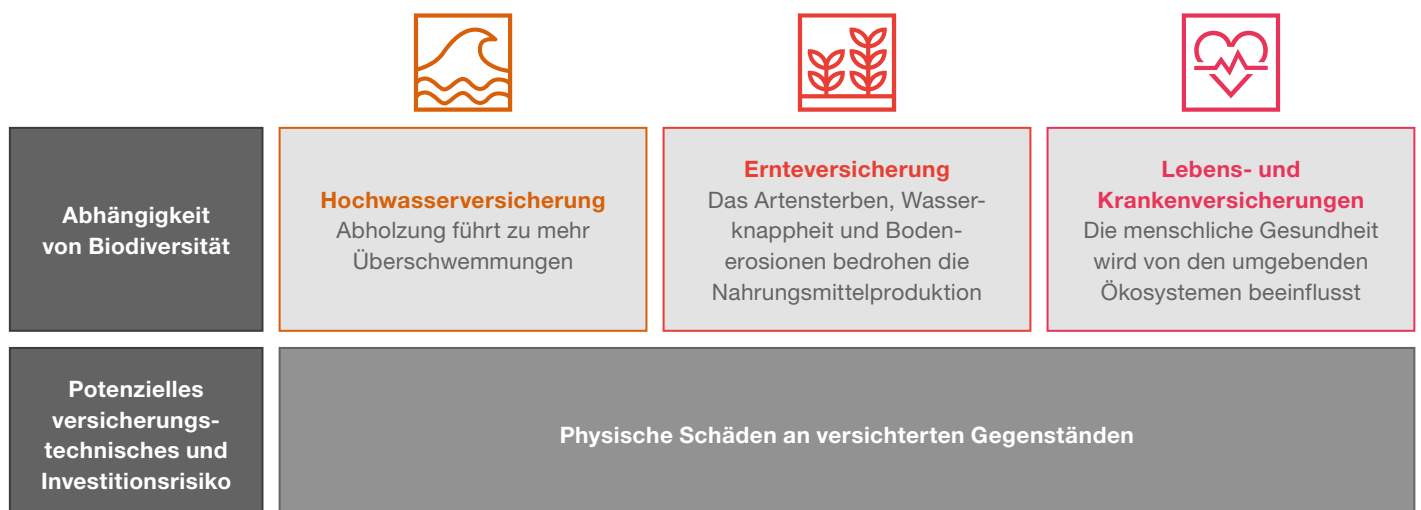 Abhängigkeit
von Biodiversität
Hochwasserversicherung
Abholzung führt zu mehr
Überschwemmungen
Ernteversicherung
Das Artensterben, Wasser-
knappheit und Boden-
erosionen bedrohen die
Nahrungsmittelproduktion
Lebens- und
Krankenversicherungen
Die menschliche Gesundheit
wird von den umgebenden
Ökosystemen beeinflusst
Potenzielles
versicherungs-
technisches und
Investitionsrisiko
Physische Schäden an versichterten Gegenständen